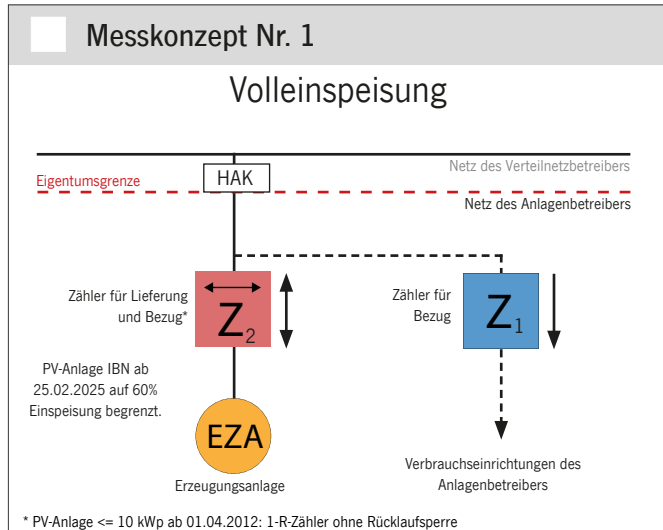 Messkonzept Nr. 1
Volleinspeisung
Netz des Verteilnetzbetreibers
HAK
Eigentumsgrenze
Netz des Anlagenbetreibers
Zähler für Lieferung
und Bezug*
Z2
Zähler für
Bezug
Z1
PV-Anlage IBN ab
25.02.2025 auf 60%
Einspeisung begrenzt.
EZA
Erzeugungsanlage
Verbrauchseinrichtungen des
Anlagenbetreibers
* PV-Anlage <= 10 kWp ab 01.04.2012: 1-R-Zähler ohne Rücklaufsperre